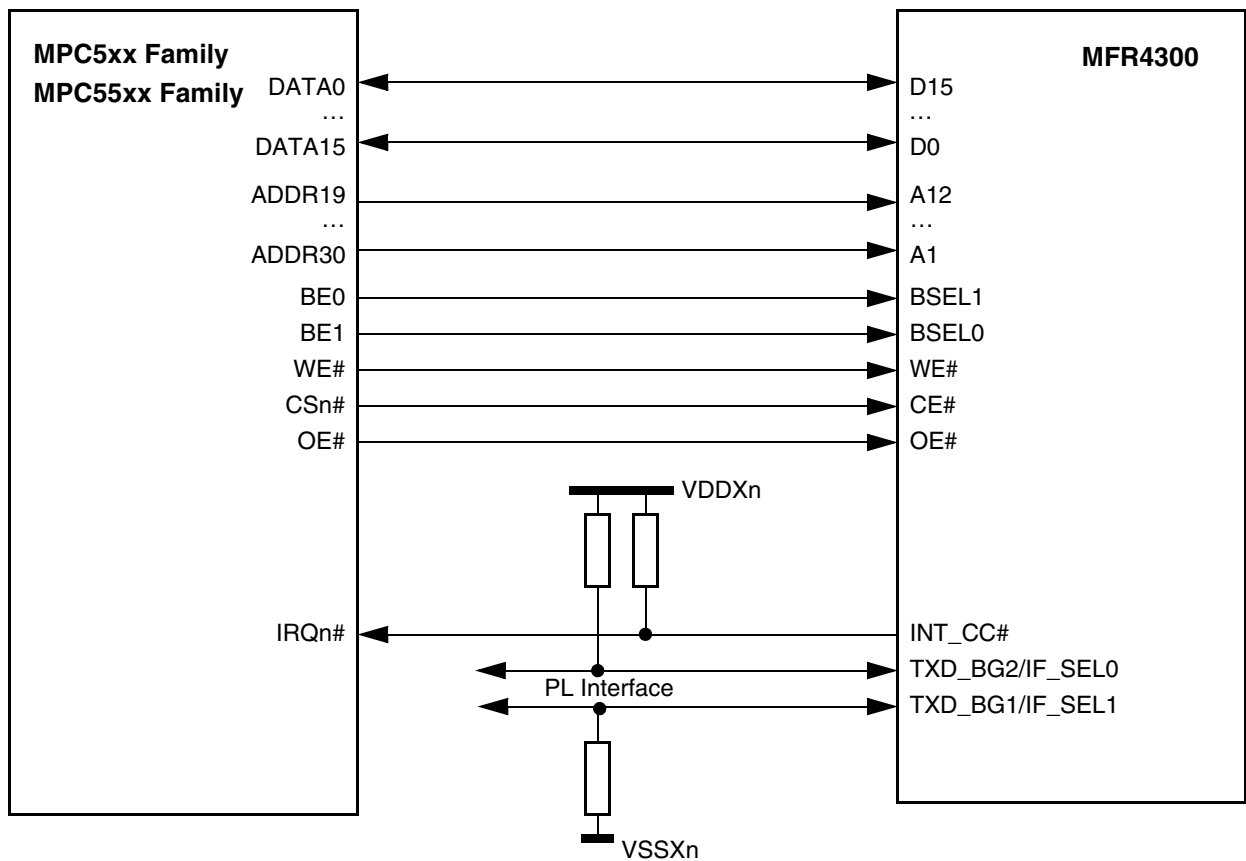 MPC5xx Family
MPC55xx Family
MFR4300
DATA0
D15
...
...
DATA15
D0
ADDR19
A12
...
...
ADDR30
A1
BE0
BSEL1
BE1
BSEL0
WE#
WE#
CSn#
CE#
OE#
OE#
VDDXn
IRQn#
INT_CC#
TXD_BG2/IF_SEL0
PL Interface
TXD_BG1/IF_SEL1
VSSXn